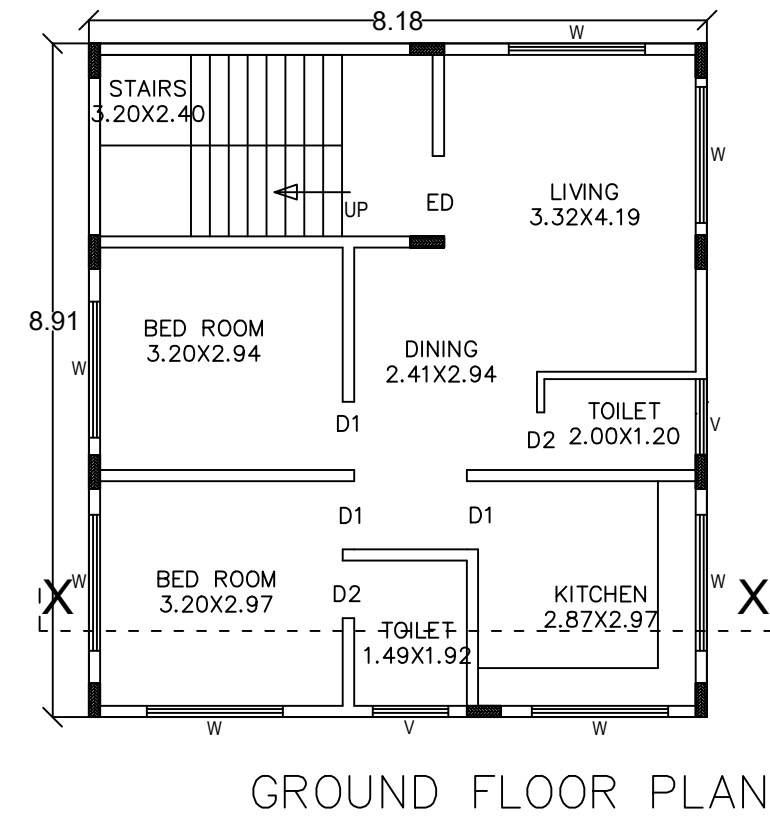 8.18
W
STAIRS
3.20X2.40
W
UP
ED
LIVING
3.32X4.19
8.91
BED ROOM
3.20X2.94
DINING
2.41X2.94
W
D1
D2
TOILET
2.00X1.20
V
D1
D1
W
X
BED ROOM
3.20X2.97
D2
TOILET
1.49X1.92
KITCHEN
2.87X2.97
W
X
W
V
W
GROUND FLOOR PLAN